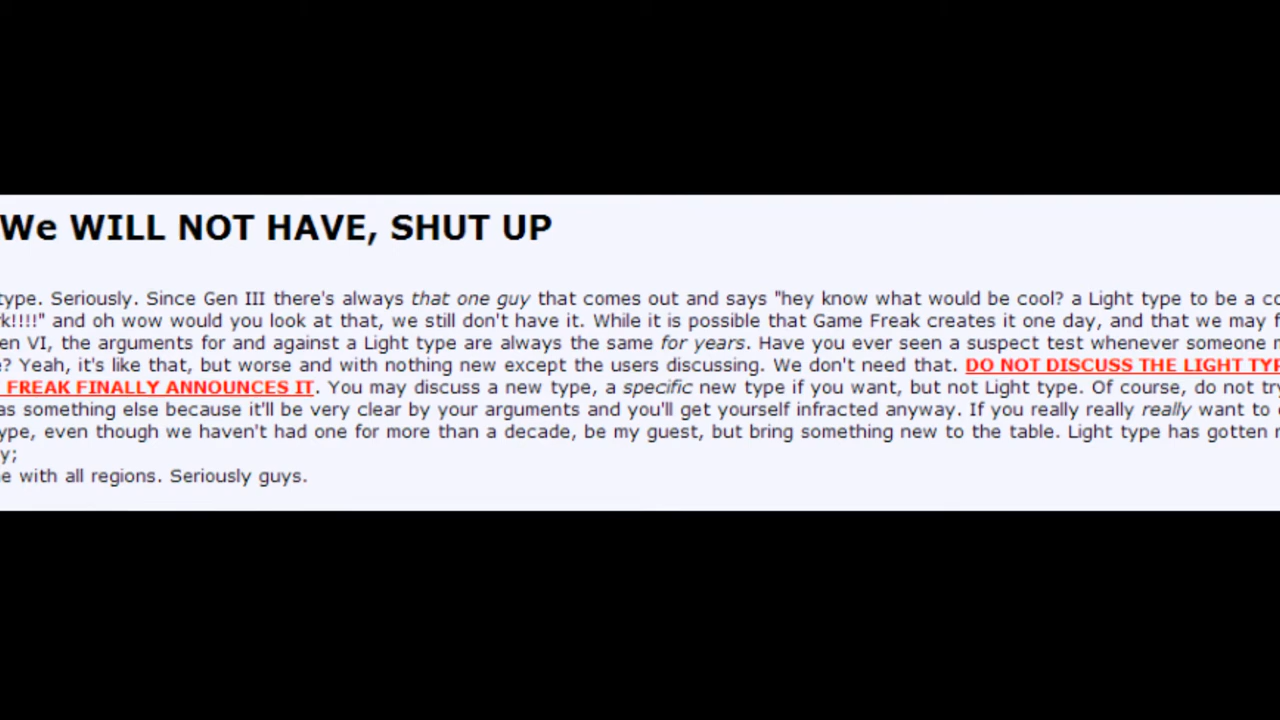 We WILL NOT HAVE, SHUT UP
type. Seriously. Since Gen III there's always that one guy that comes out and says "hey know what would be cool? a Light type to be a
!!!!" and oh wow would you look at that, we still don't have it. While it is possible that Game Freak creates it one day, and that we may
VI, the arguments for and against a Light type are always the same for years. Have you ever seen a suspect test whenever someone
? Yeah, it's like that, but worse and with nothing new except the users discussing. We don't need that. DO NOT DISCUSS THE LIGHT
FREAK FINALLY ANNOUNCES IT. You may discuss a new type, a specific new type if you want, but not Light type. Of course, do not try
as something else because it'll be very clear by your arguments and you'll get yourself infracted anyway. If you really really really want to
ype, even though we haven't had one for more than a decade, be my guest, but bring something new to the table. Light type has gotten
y;
e with all regions. Seriously guys.